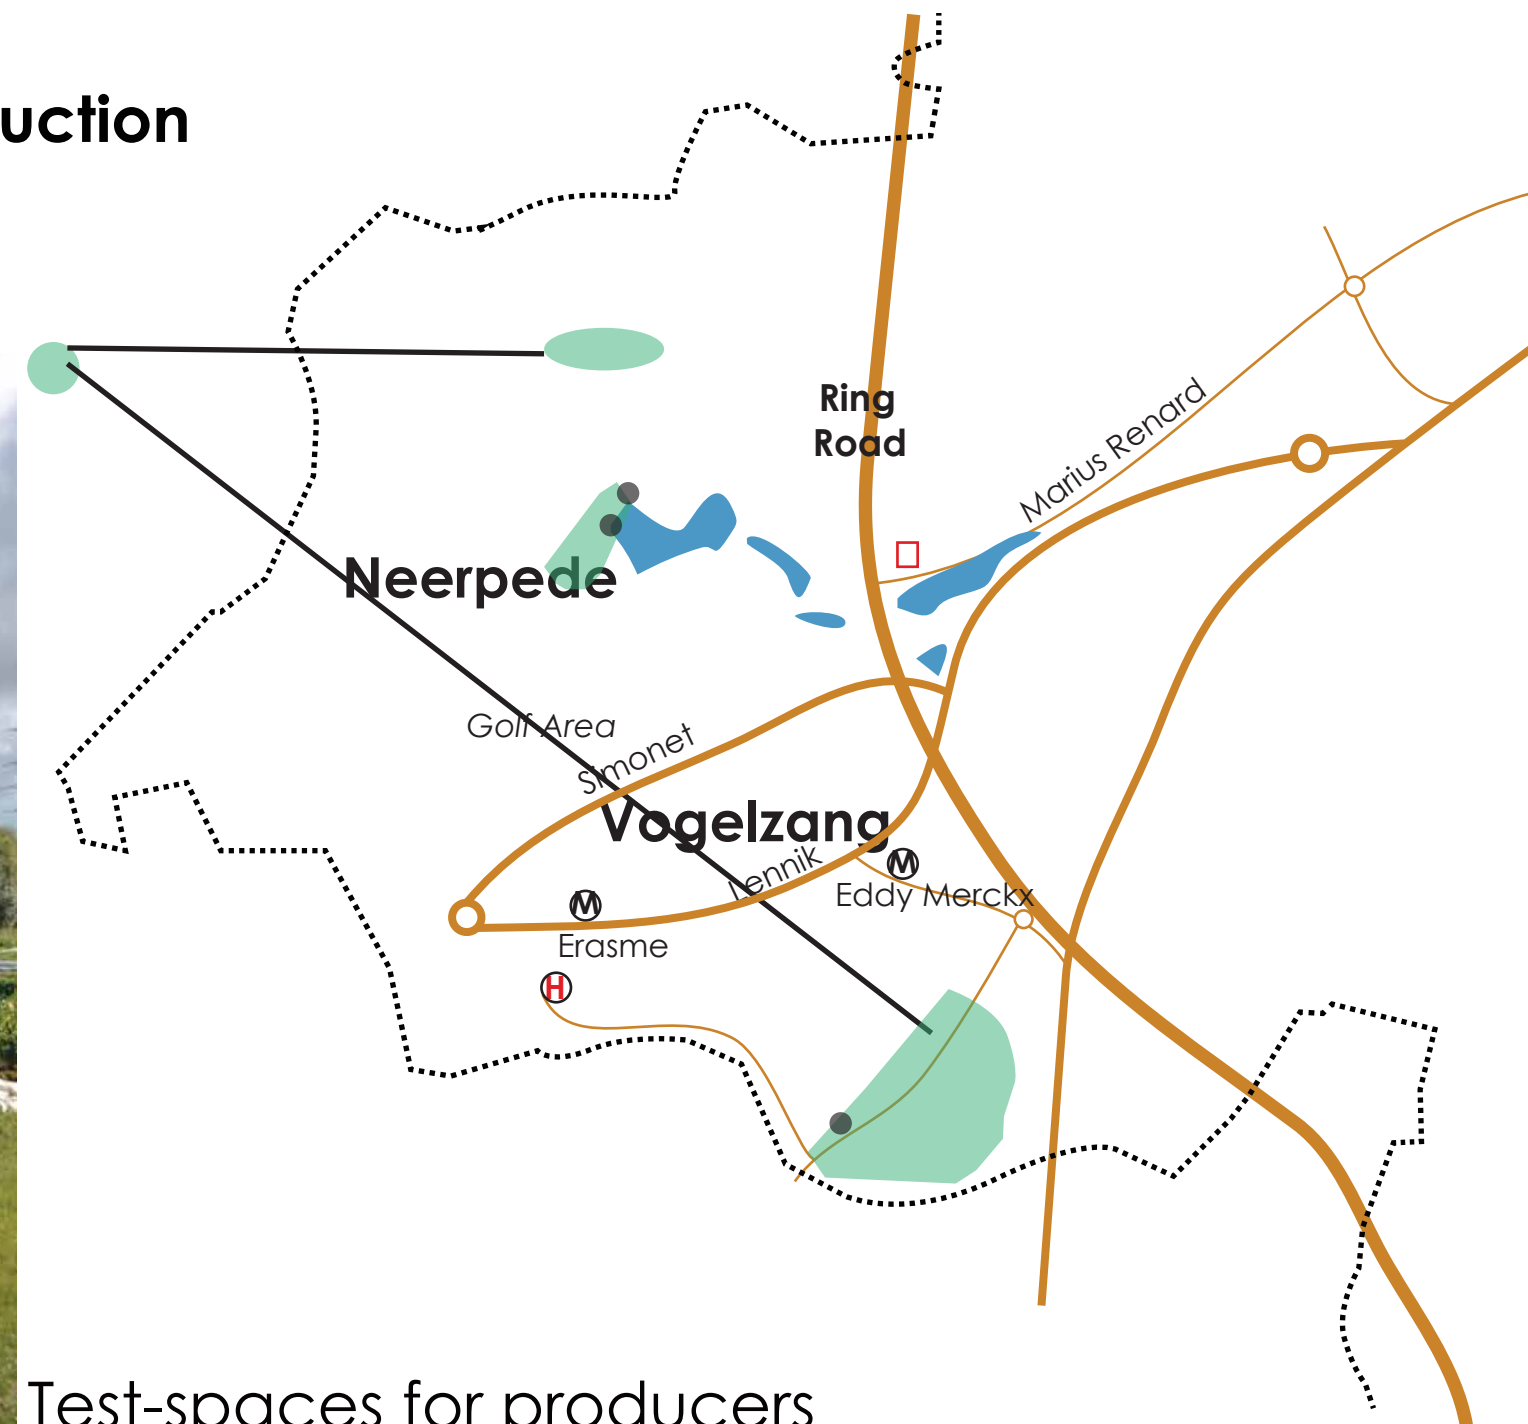 uction
Ring
Road
Marius Renard
Neerpede
Golf Area
Simonet
Vogelzang
Lennik
M
Eddy Merckx
M
Erasme
H
Test-spaces for producers